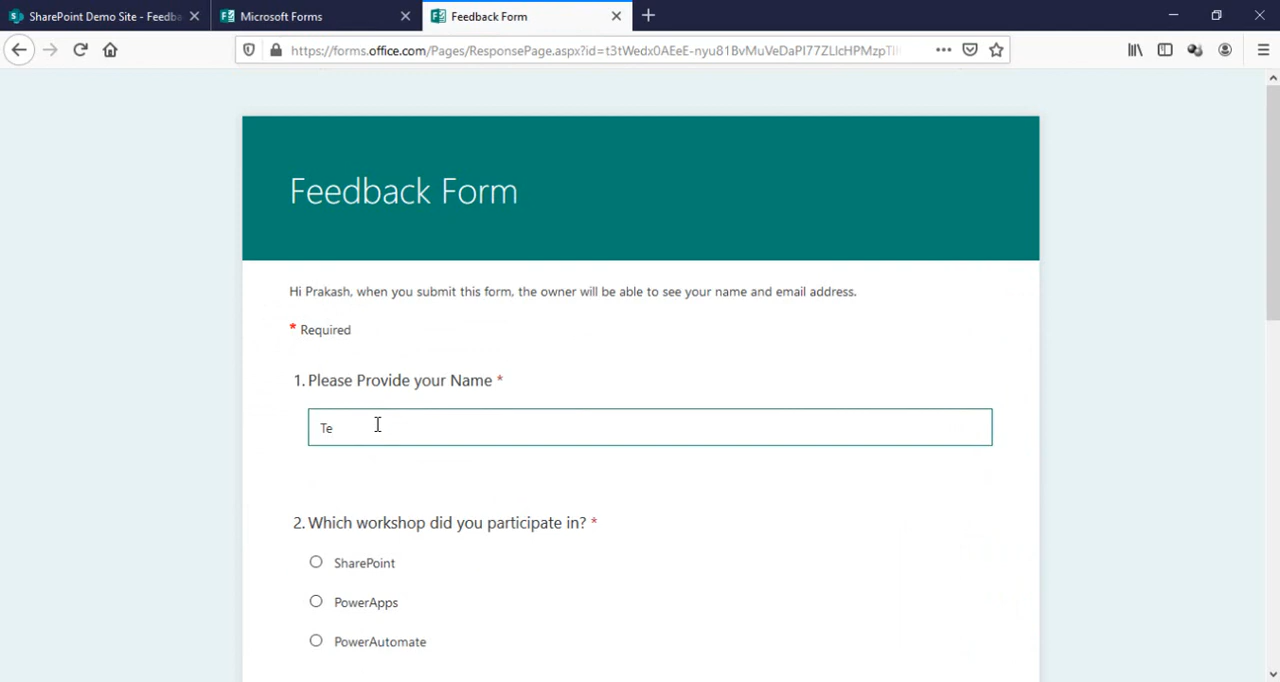 SharePoint Demo Site - Feedba
Microsoft Forms
Feedback Form
https://forms.office.com/Pages/ResponsePage.aspx?id=t3tWedx0AEeE-nyu81BvMuVeDaPI77ZLlcHPMzpTl
Feedback Form
Hi Prakash, when you submit this form, the owner will be able to see your name and email address.
* Required
1. Please Provide your Name *
Te
2. Which workshop did you participate in? *
SharePoint
PowerApps
PowerAutomate